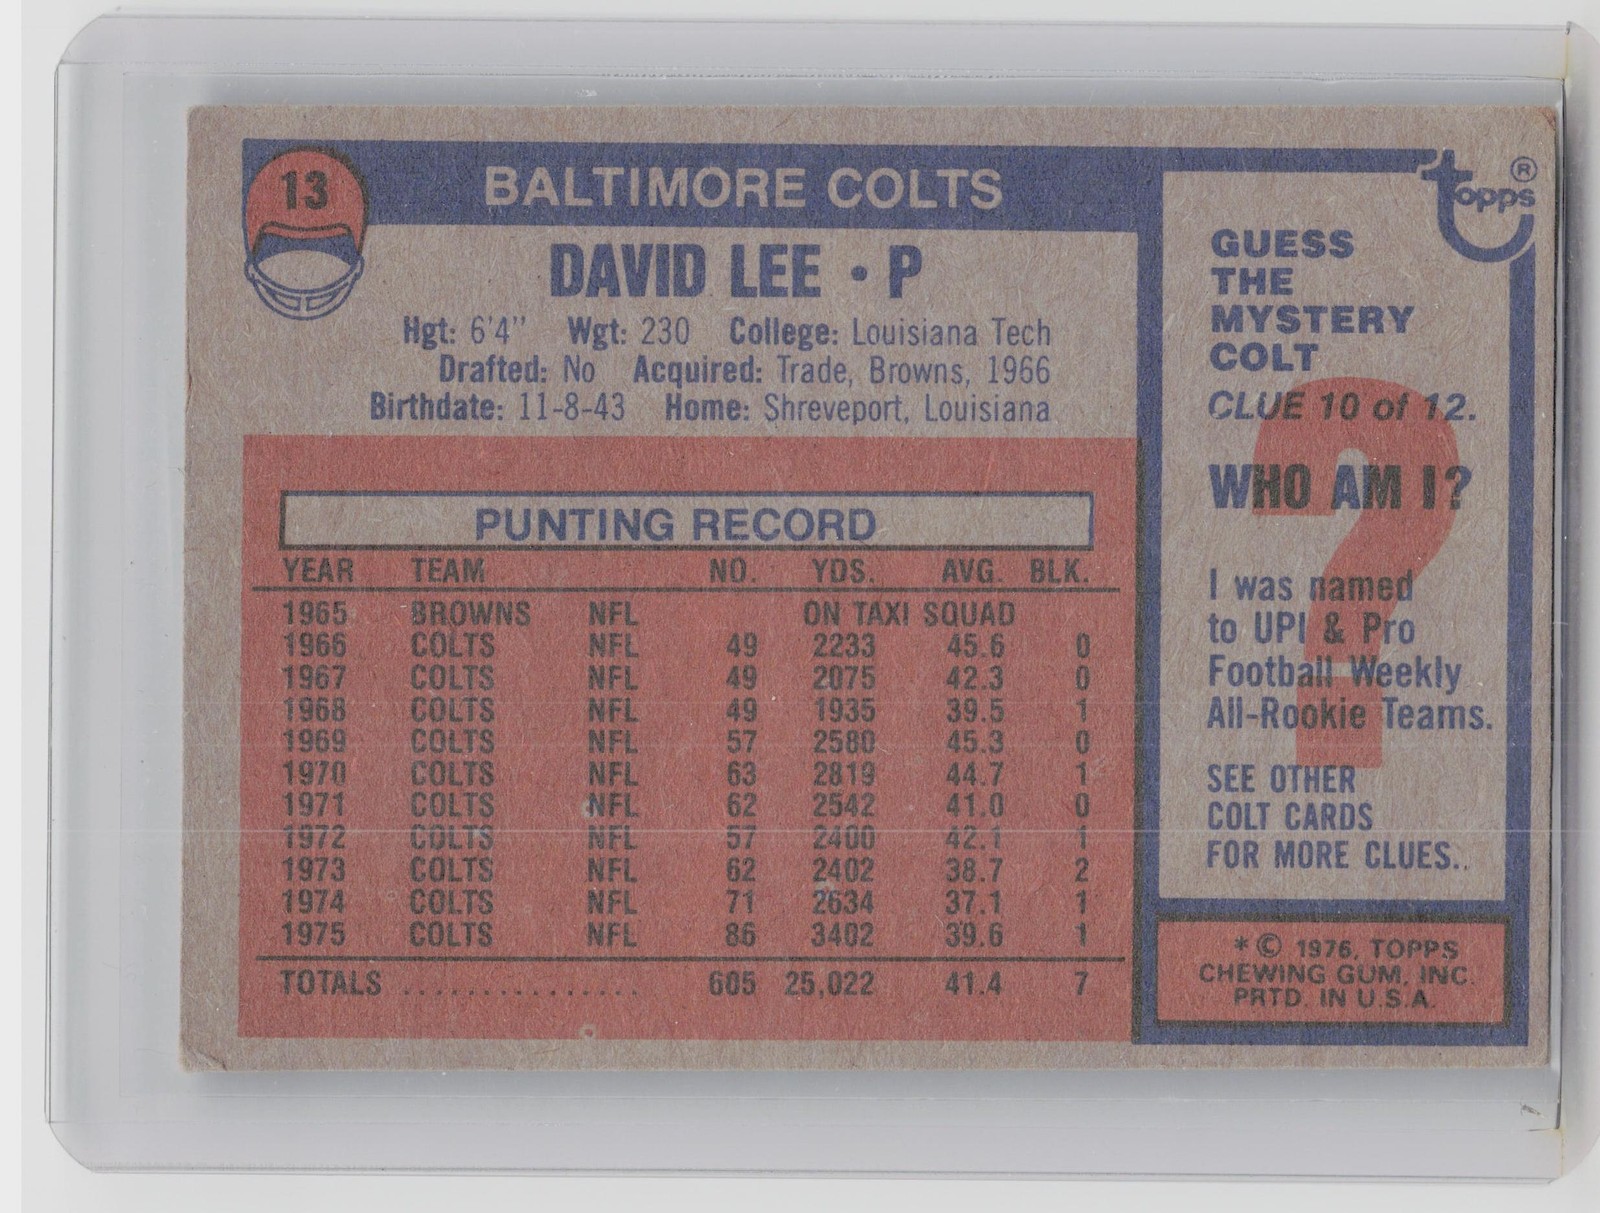 13
BALTIMORE COLTS
DAVID LEE • P
Hgt: 6'4" Wgt: 230 College: Louisiana Tech
Drafted: No Acquired: Trade, Browns, 1966
Birthdate: 11-8-43 Home: Shreveport, Louisiana
PUNTING RECORD
YEAR TEAM NO. YDS. AVG. BLK.
1965 BROWNS NFL ON TAXI SQUAD
1966 COLTS NFL 49 2233 45.6 0
1967 COLTS NFL 49 2075 42.3 0
1968 COLTS NFL 49 1935 39.5 1
1969 COLTS NFL 57 2580 45.3 0
1970 COLTS NFL 63 2819 44.7 1
1971 COLTS NFL 62 2542 41.0 0
1972 COLTS NFL 57 2400 42.1 1
1973 COLTS NFL 62 2402 38.7 2
1974 COLTS NFL 71 2634 37.1 1
1975 COLTS NFL 86 3402 39.6 1
TOTALS ............... 605 25,022 41.4 7
topps ®
GUESS
THE
MYSTERY
COLT
CLUE 10 of 12.
WHO AM I?
?
I was named
to UPI & Pro
Football Weekly
All-Rookie Teams.
SEE OTHER
COLT CARDS
FOR MORE CLUES..
* © 1976, TOPPS
CHEWING GUM, INC.
PRTD. IN U.S.A.